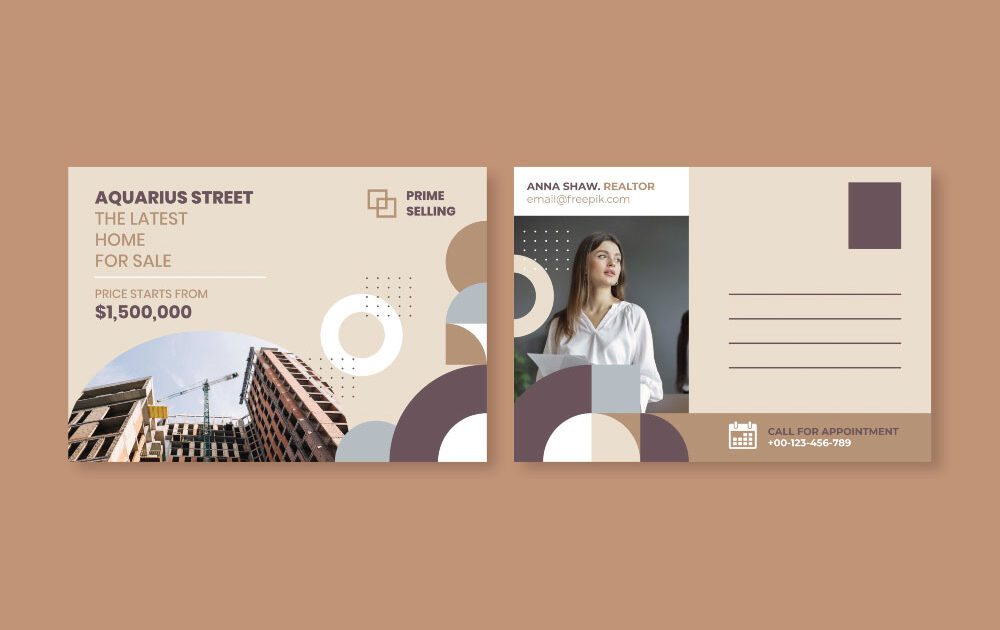 AQUARIUS STREET
THE LATEST
HOME
FOR SALE
PRICE STARTS FROM
$1,500,000
PRIME
SELLING
ANNA SHAW. REALTOR
email@freepik.com
CALL FOR APPOINTMENT
+00-123-456-789